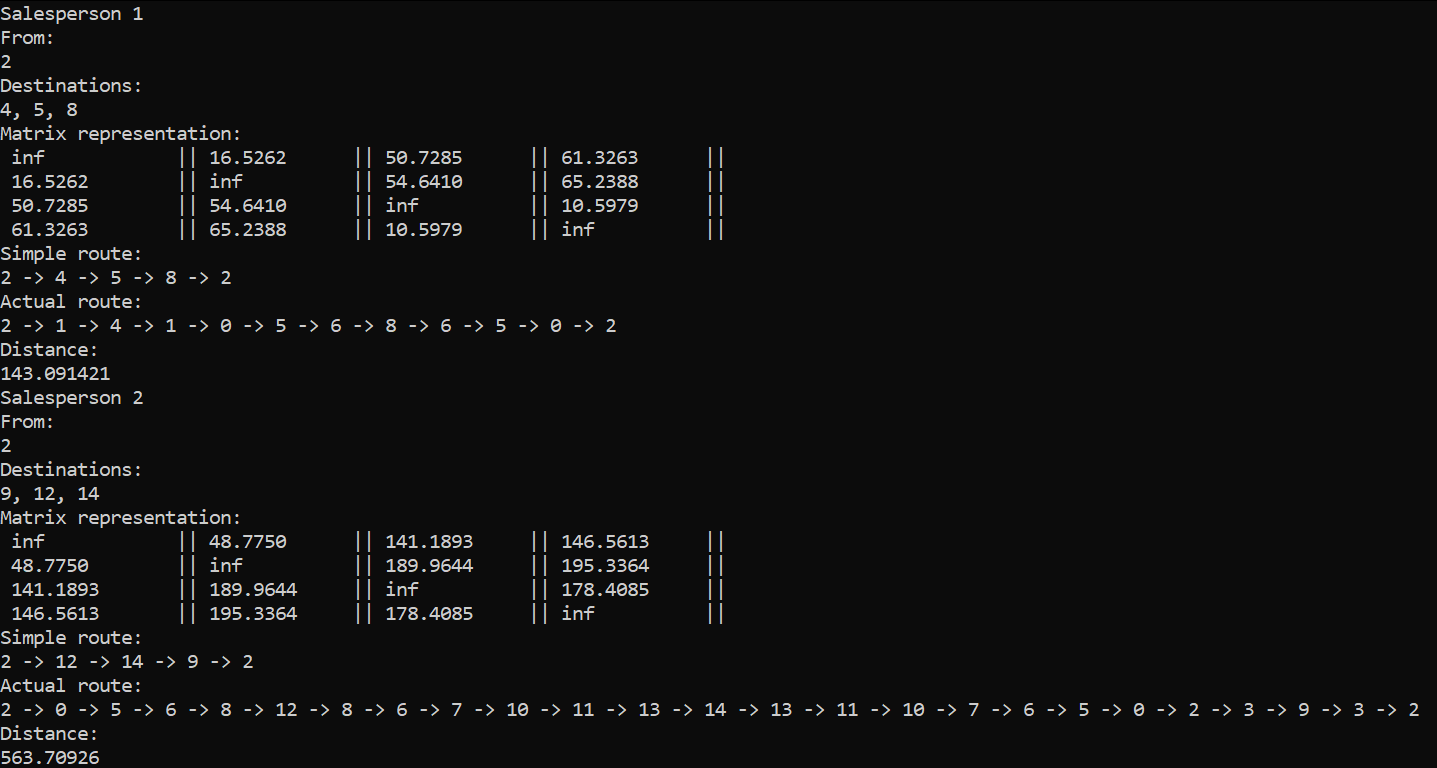 Salesperson 1
From:
2
Destinations:
4, 5, 8
Matrix representation:
inf || 16.5262 || 50.7285 || 61.3263 ||
16.5262 || inf || 54.6410 || 65.2388 ||
50.7285 || 54.6410 || inf || 10.5979 ||
61.3263 || 65.2388 || 10.5979 || inf ||
Simple route:
2 -> 4 -> 5 -> 8 -> 2
Actual route:
2 -> 1 -> 4 -> 1 -> 0 -> 5 -> 6 -> 8 -> 6 -> 5 -> 0 -> 2
Distance:
143.091421
Salesperson 2
From:
2
Destinations:
9, 12, 14
Matrix representation:
inf || 48.7750 || 141.1893 || 146.5613 ||
48.7750 || inf || 189.9644 || 195.3364 ||
141.1893 || 189.9644 || inf || 178.4085 ||
146.5613 || 195.3364 || 178.4085 || inf ||
Simple route:
2 -> 12 -> 14 -> 9 -> 2
Actual route:
2 -> 0 -> 5 -> 6 -> 8 -> 12 -> 8 -> 6 -> 7 -> 10 -> 11 -> 13 -> 14 -> 13 -> 11 -> 10 -> 7 -> 6 -> 5 -> 0 -> 2 -> 3 -> 9 -> 3 -> 2
Distance:
563.70926